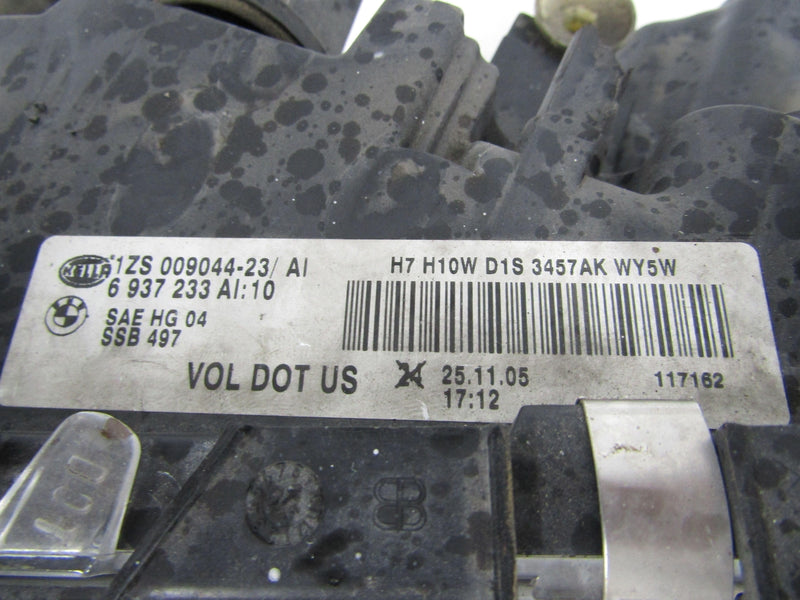 HELLA
1ZS 009044-23/ AI
6 937 233 AI:10
SAE HG 04
SSB 497
H7 H10W D1S 3457AK WY5W
VOL DOT US
24
25.11.05
17:12
117162